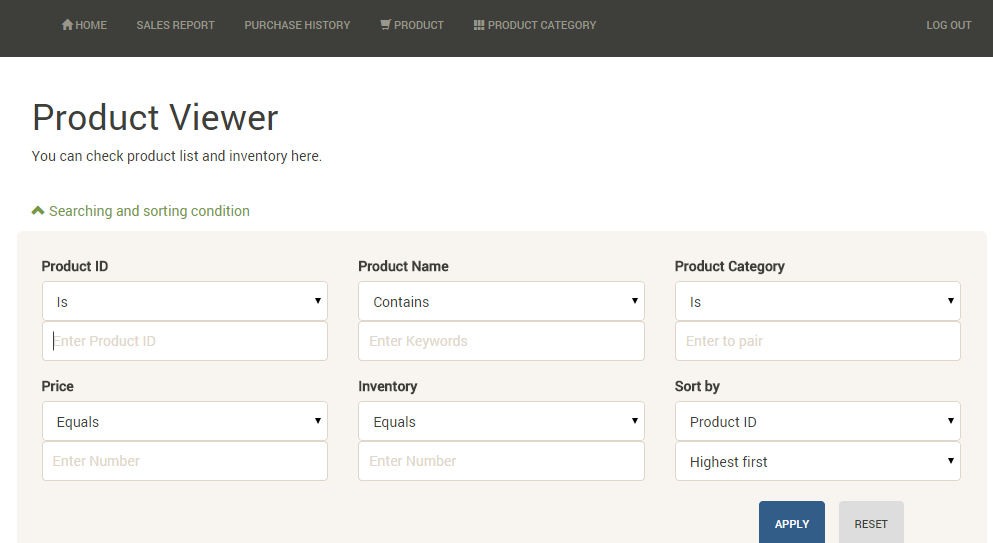 HOME SALES REPORT PURCHASE HISTORY PRODUCT PRODUCT CATEGORY LOG OUT
Product Viewer
You can check product list and inventory here.
Searching and sorting condition
Product ID Product Name Product Category
Is Contains Is
Enter Product ID Enter Keywords Enter to pair
Price Inventory Sort by
Equals Equals Product ID
Enter Number Enter Number Highest first
APPLY RESET